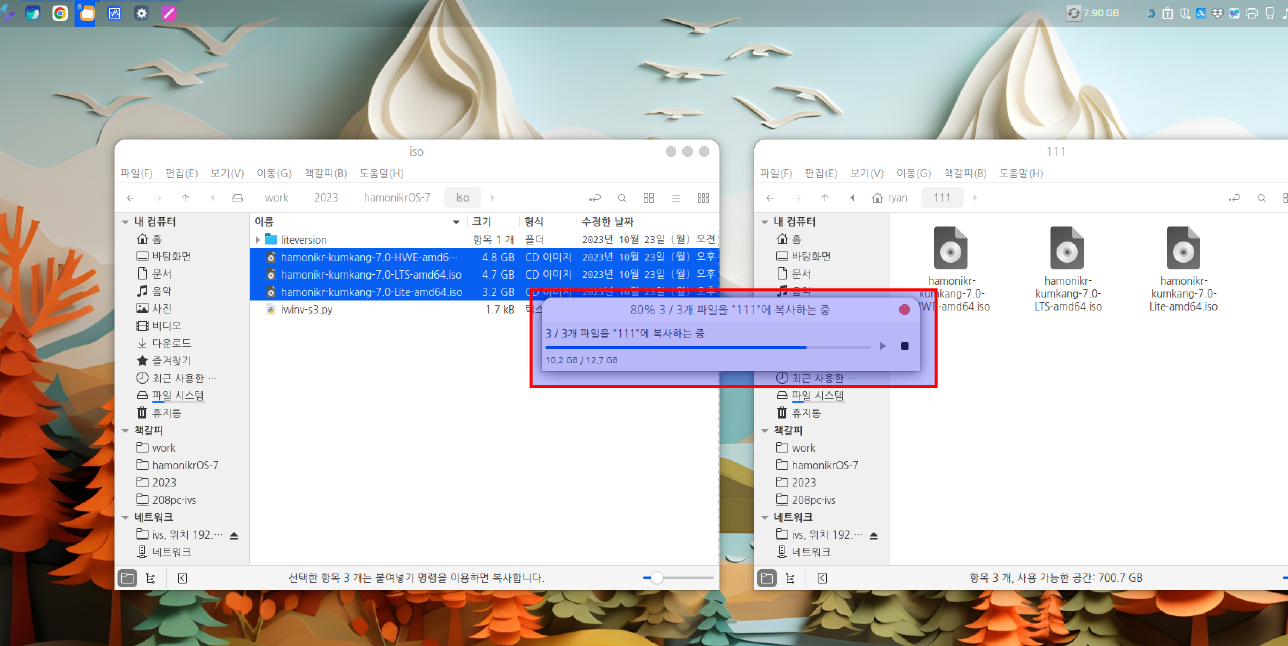 8
7.90 GB
iso
파일(F) 편집(E) 보기(V) 이동(G) 책갈피(B) 도움말(H)
work 2023 hamonikrOS-7 iso
내 컴퓨터
홈
바탕화면
문서
음악
사진
비디오
다운로드
즐겨찾기
최근 사용한 ···
파일 시스템
휴지통
책갈피
work
hamonikrOS-7
2023
208pc-ivs
네트워크
ivs, 위치 192.···
네트워크
이름 크기 형식 수정한 날짜
liteversion 항목 1 개 폴더 2023년 10월 23일 (월) 오전
hamonikr-kumkang-7.0-HWE-amd6··· 4.8 GB CD 이미지 2023년 10월 23일 (월) 오후
hamonikr-kumkang-7.0-LTS-amd64.iso 4.7 GB CD 이미지 2023년 10월 23일 (월) 오후
hamonikr-kumkang-7.0-Lite-amd64.iso 3.2 GB CD 이미지 2023년 10월 23일 (월) 오후
iwinv-s3.py 1.7 kB
선택한 항목 3 개는 붙여넣기 명령을 이용하면 복사합니다.
80% 3 / 3개 파일을 "111"에 복사하는 중
3 / 3개 파일을 "111"에 복사하는 중
10.2 GB / 12.7 GB
111
파일(F) 편집(E) 보기(V) 이동(G) 책갈피(B) 도움말(H)
ryan 111
내 컴퓨터
홈
바탕화면
문서
음악
최근 사용한 ···
파일 시스템
휴지통
책갈피
work
hamonikrOS-7
2023
208pc-ivs
네트워크
ivs, 위치 192.···
네트워크
hamonikr-
kumkang-7.0-
HWE-amd64.iso
hamonikr-
kumkang-7.0-
LTS-amd64.iso
hamonikr-
kumkang-7.0-
Lite-amd64.iso
항목 3 개, 사용 가능한 공간: 700.7 GB